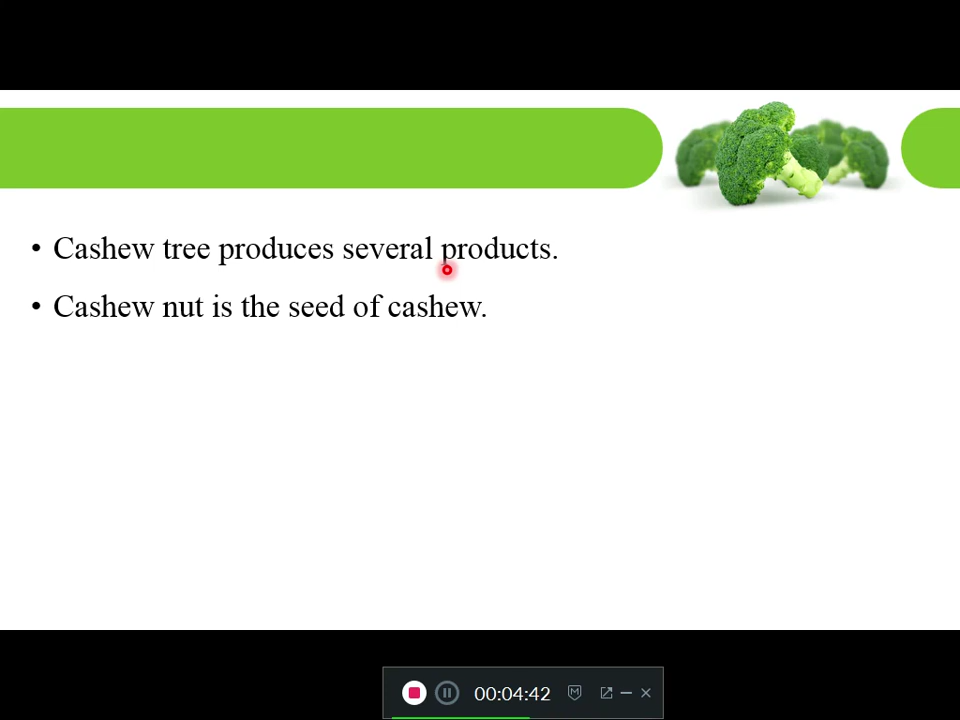 • Cashew tree produces several products.
• Cashew nut is the seed of cashew.
00:04:42